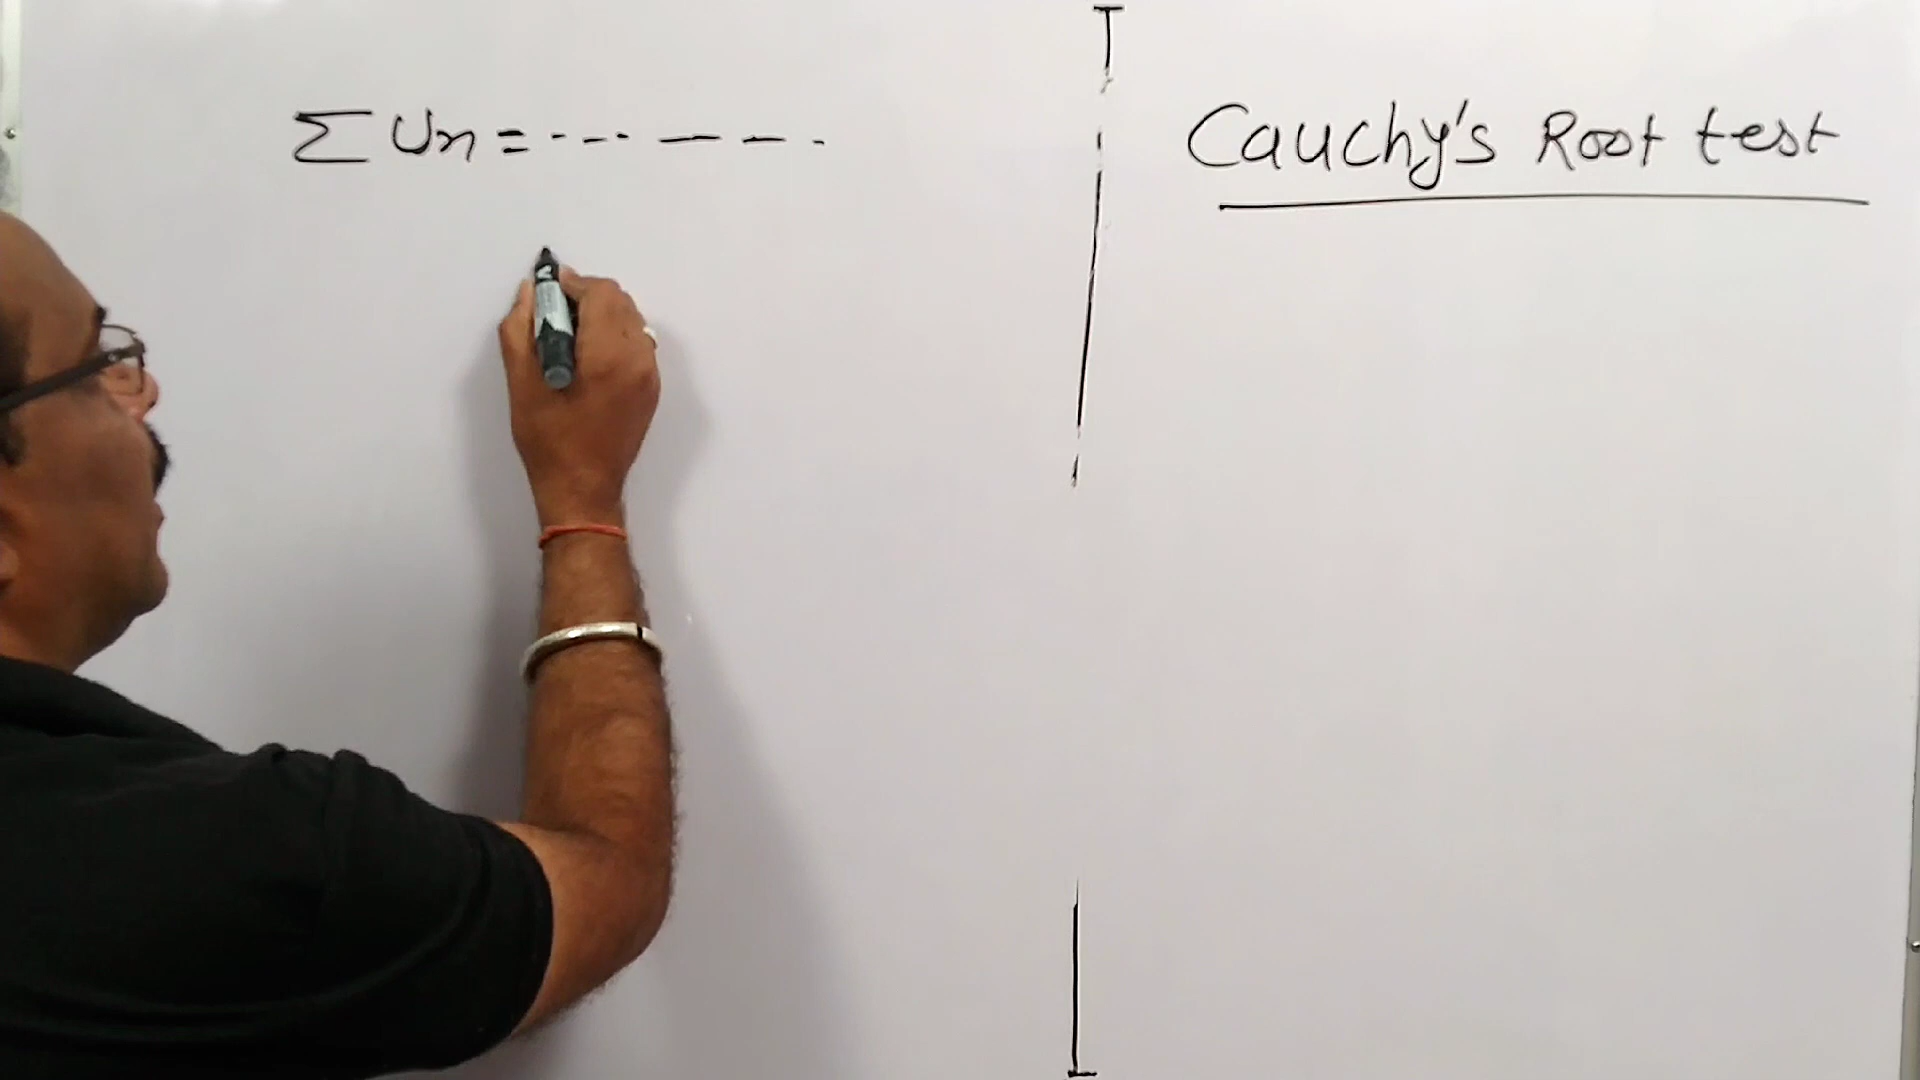 ∑ Un = --- — — - .
Cauchy's Root test